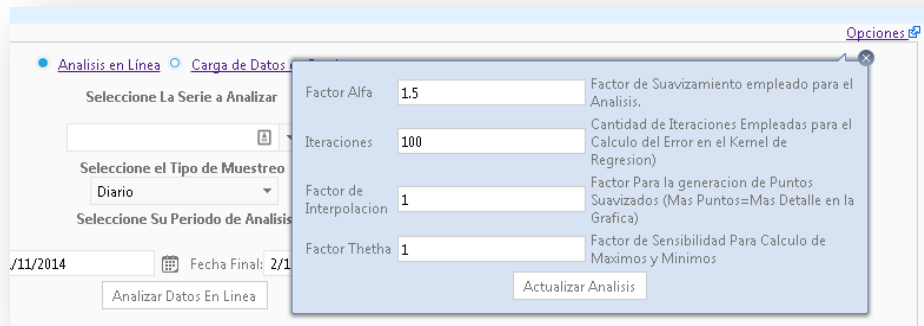 Opciones
Analisis en Línea Carga de Datos
Seleccione La Serie a Analizar
Seleccione el Tipo de Muestreo
Diario
Seleccione Su Periodo de Analisis
/11/2014 Fecha Final: 2/1
Analizar Datos En Linea
Factor Alfa 1.5 Factor de Suavizamiento empleado para el
Analisis.
Iteraciones 100 Cantidad de Iteraciones Empleadas para el
Calculo del Error en el Kernel de
Regresion)
Factor de
Interpolacion 1 Factor Para la generacion de Puntos
Suavizados (Mas Puntos=Mas Detalle en la
Grafica)
Factor Thetha 1 Factor de Sensibilidad Para Calculo de
Maximos y Minimos
Actualizar Analisis